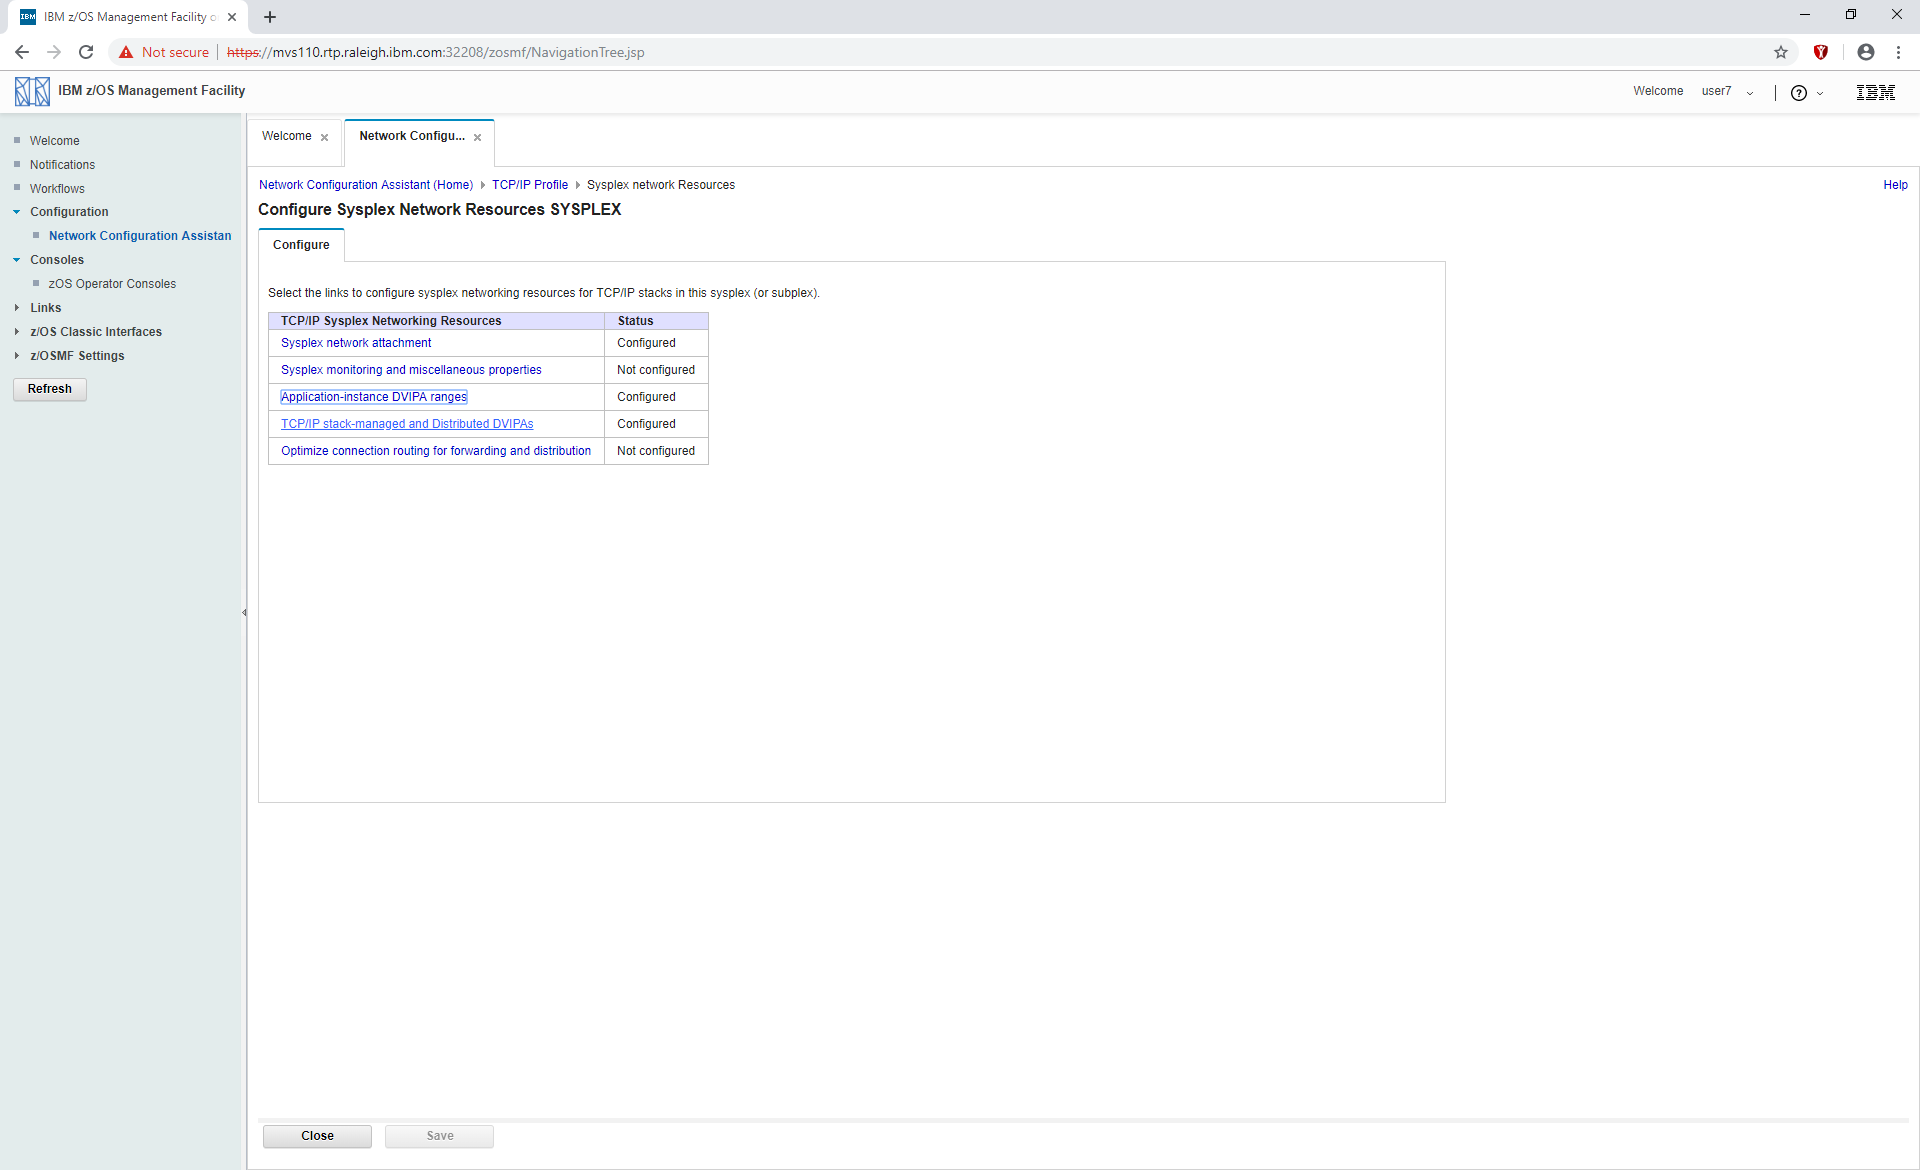 IBM z/OS Management Facility o
Not secure | https://mvs110.rtp.raleigh.ibm.com:32208/zosmf/NavigationTree.jsp
IBM z/OS Management Facility
Welcome user7
IBM
Welcome
Notifications
Workflows
Configuration
Network Configuration Assistan
Consoles
zOS Operator Consoles
Links
z/OS Classic Interfaces
z/OSMF Settings
Refresh
Welcome
Network Configu...
Network Configuration Assistant (Home) TCP/IP Profile Sysplex network Resources
Help
Configure Sysplex Network Resources SYSPLEX
Configure
Select the links to configure sysplex networking resources for TCP/IP stacks in this sysplex (or subplex).
TCP/IP Sysplex Networking Resources Status
Sysplex network attachment Configured
Sysplex monitoring and miscellaneous properties Not configured
Application-instance DVIPA ranges Configured
TCP/IP stack-managed and Distributed DVIPAs Configured
Optimize connection routing for forwarding and distribution Not configured
Close Save